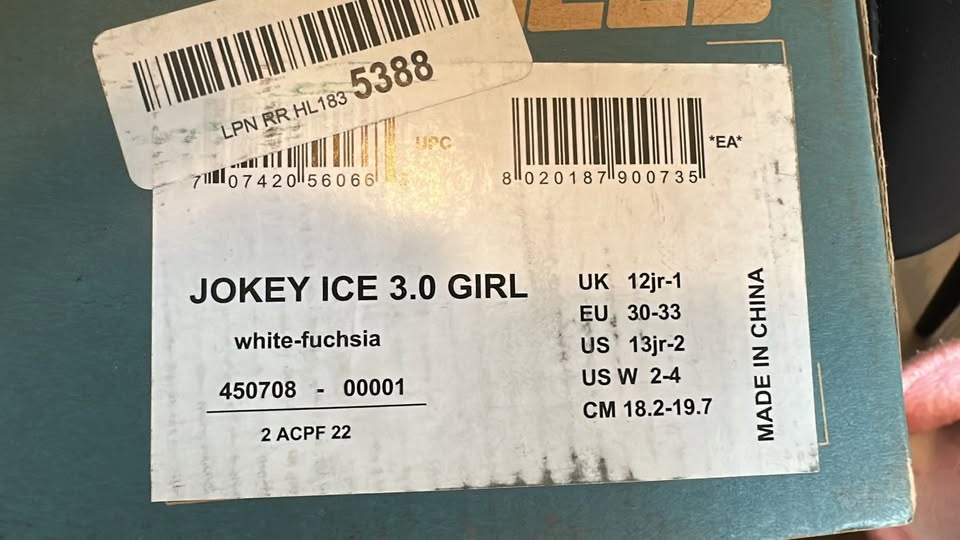 LPN RR HL183 5388
UPC
7 07420 56066
8 020187 900735
*EA*
JOKEY ICE 3.0 GIRL
white-fuchsia
450708 - 00001
2 ACPF 22
UK 12jr-1
EU 30-33
US 13jr-2
US W 2-4
CM 18.2-19.7
MADE IN CHINA